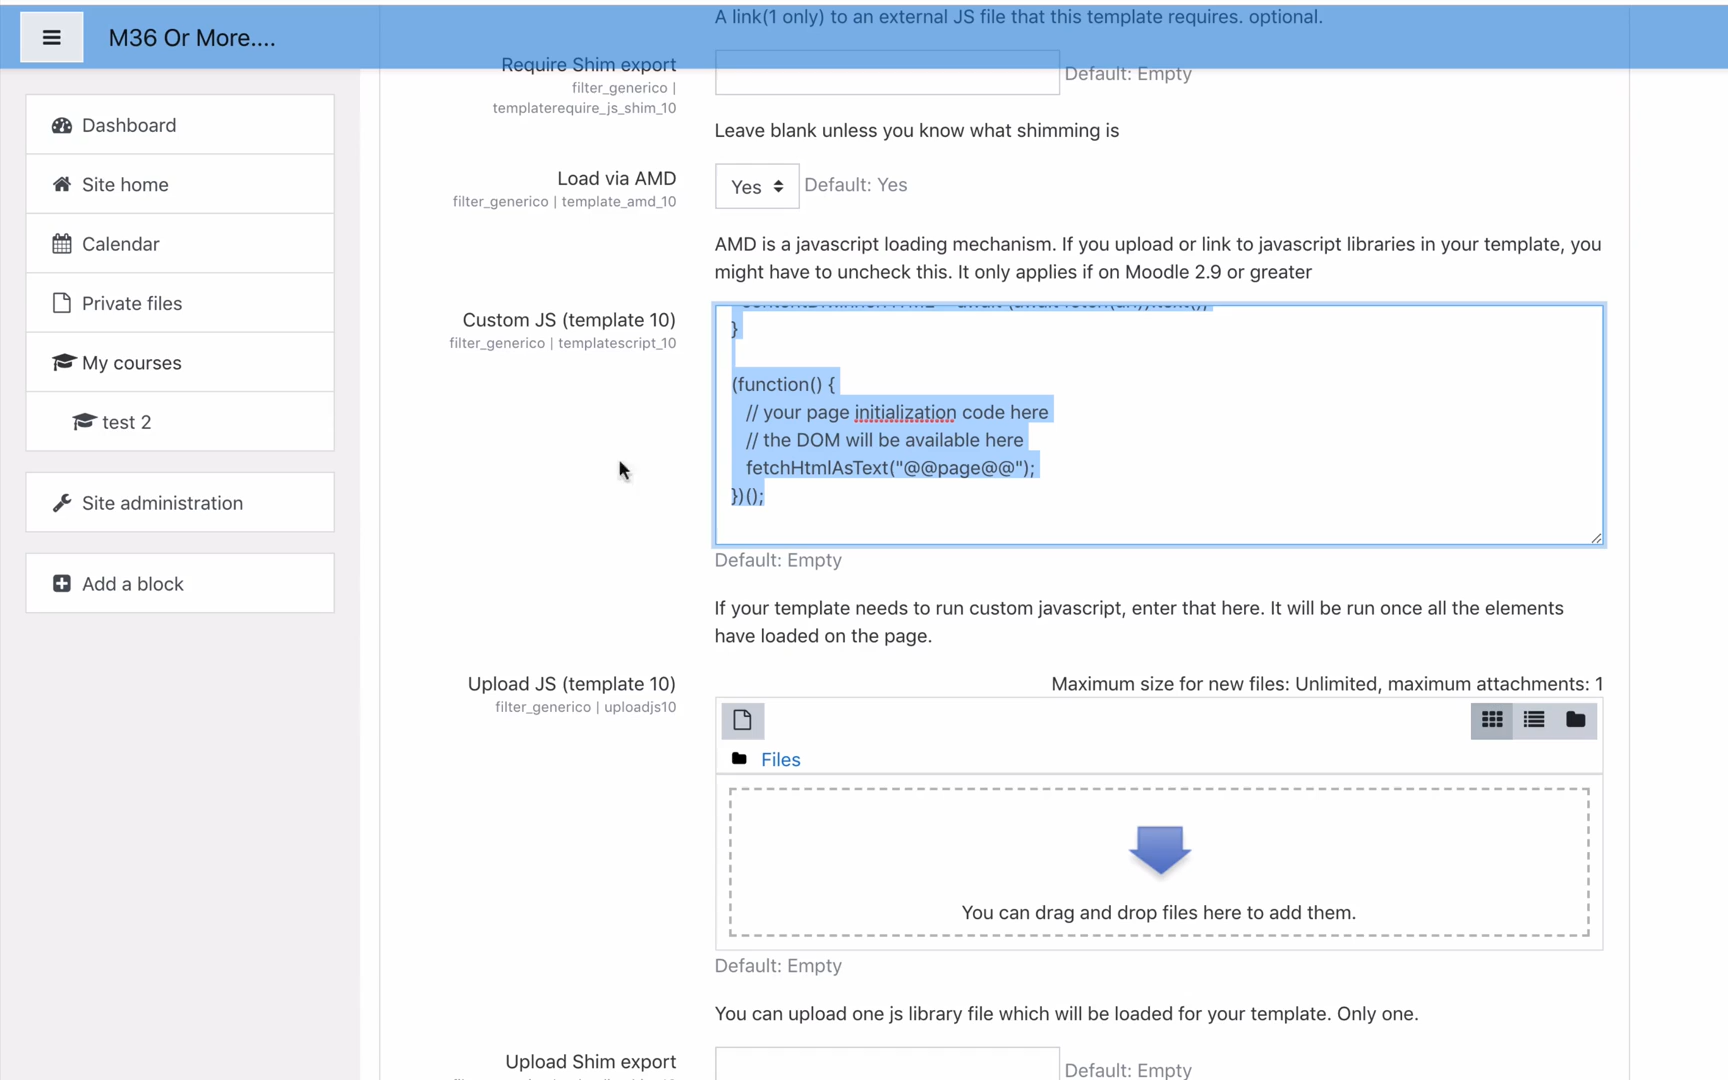 A link(1 only) to an external JS file that this template requires. optional.
M36 Or More....
Require Shim export
Default: Empty
filter_generico |
templaterequire_js_shim_10
Leave blank unless you know what shimming is
Dashboard
Site home
Calendar
Private files
My courses
test 2
Site administration
Add a block
Load via AMD
Yes
Default: Yes
filter_generico | template_amd_10
AMD is a javascript loading mechanism. If you upload or link to javascript libraries in your template, you
might have to uncheck this. It only applies if on Moodle 2.9 or greater
Custom JS (template 10)
filter_generico | templatescript_10
}
(function() {
// your page initialization code here
// the DOM will be available here
fetchHtmlAsText("@@page@@");
})();
Default: Empty
If your template needs to run custom javascript, enter that here. It will be run once all the elements
have loaded on the page.
Upload JS (template 10)
filter_generico | uploadjs10
Maximum size for new files: Unlimited, maximum attachments: 1
Files
You can drag and drop files here to add them.
Default: Empty
You can upload one js library file which will be loaded for your template. Only one.
Upload Shim export
Default: Empty